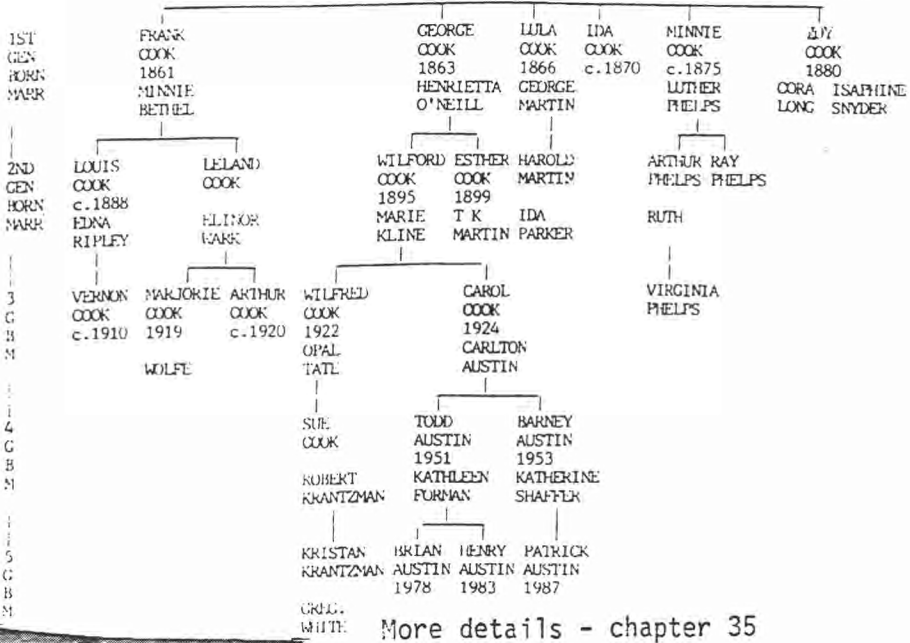 1ST FRANK GEORGE LULA IDA MINNIE
GEN COOK COOK COOK COOK COOK COOK
BORN 1861 1863 1866 c.1870 c.1875 1880
MARR MINNIE HENRIETTA GEORGE LUTHER CORA ISAPHINE
BETHEL O'NEILL MARTIN PHELPS LONG SNYDER
2ND LOUIS LELAND WILFORD ESTHER HAROLD ARTHUR RAY
GEN COOK COOK COOK COOK MARTIN PHELPS PHELPS
BORN c.1888 1895 1899
MARR EDNA ELINOR MARIE T K IDA RUTH
RIPLEY KLINE MARTIN PARKER
3 VERNON MARJORIE ARTHUR WILFRED CAROL VIRGINIA
G COOK COOK COOK COOK COOK PHELPS
B c.1910 1919 c.1920 1922 1924
M OPAL CARLTON
WOLFE TATE AUSTIN
4 SUE TODD BARNEY
G COOK AUSTIN AUSTIN
B 1951 1953
M ROBERT KATHLEEN KATHERINE
KRANTZMAN FORMAN SHAFFER
5 KRISTAN BRIAN HENRY PATRICK
G KRANTZMAN AUSTIN AUSTIN AUSTIN
B 1978 1983 1987
M GREG.
WHITE More details - chapter 35